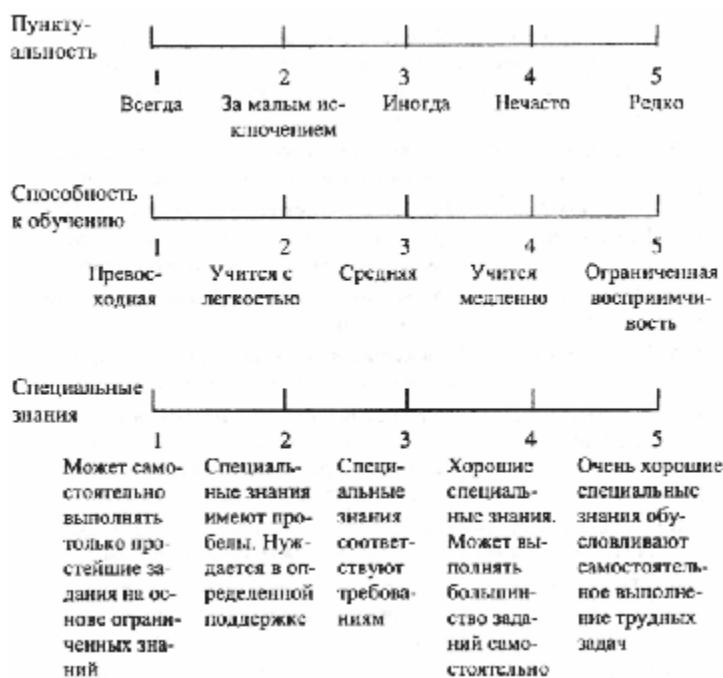 Пункту-
альность
1 2 3 4 5
Всегда За малым ис- Иногда Нечасто Редко
ключением
Способность
к обучению
1 2 3 4 5
Превос- Учится с Средняя Учится Ограниченная
ходная легкостью медленно восприимчи-
вость
Специальные
знания
1 2 3 4 5
Может само- Специаль- Специ- Хорошие Очень хорошие
стоятельно ные знания альные специаль- специальные
выполнять имеют про- знания ные знания. знания обу-
только про- белы. Нуж- соответ- Может вы- словливают
стейшие за- дается в оп- ствуют полнять самостоятель-
дания на ос- ределенной требова- большин- ное выполне-
нове ограни- поддержке ниям ство зада- ние трудных
ченных зна- ний само- задач
ний стоятельно